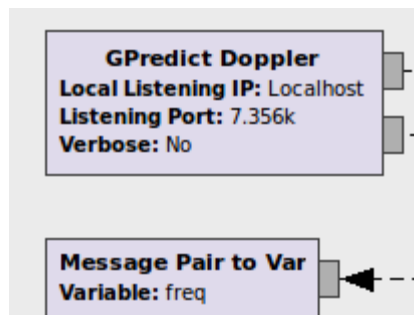 GPredict Doppler
Local Listening IP: Localhost
Listening Port: 7.356k
Verbose: No
Message Pair to Var
Variable: freq